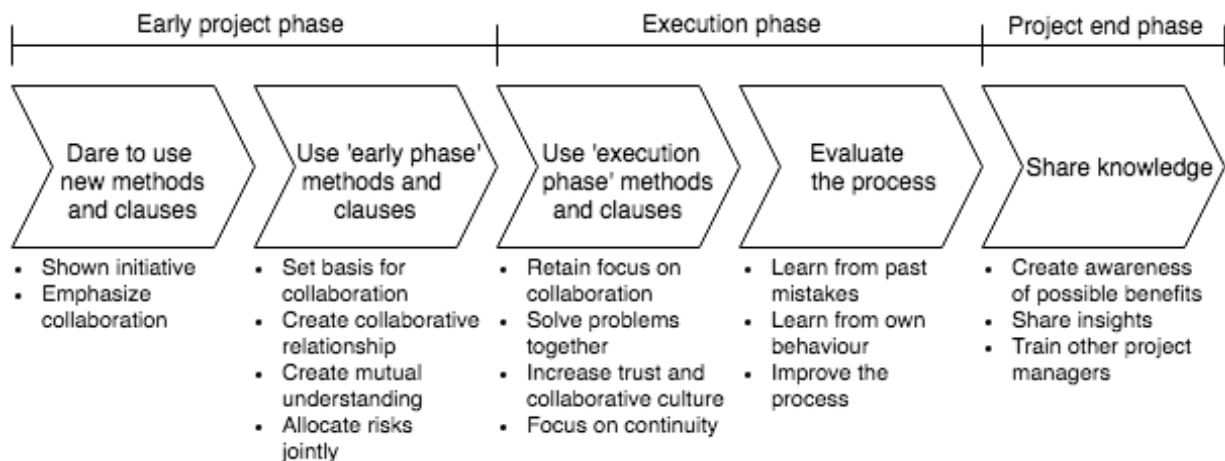 Early project phase
Execution phase
Project end phase
Dare to use
new methods
and clauses
Use 'early phase'
methods and
clauses
Use 'execution
phase' methods
and clauses
Evaluate
the process
Share knowledge
• Shown initiative
• Emphasize
collaboration
• Set basis for
collaboration
• Create collaborative
relationship
• Create mutual
understanding
• Allocate risks
jointly
• Retain focus on
collaboration
• Solve problems
together
• Increase trust and
collaborative culture
• Focus on continuity
• Learn from past
mistakes
• Learn from own
behaviour
• Improve the
process
• Create awareness
of possible benefits
• Share insights
• Train other project
managers